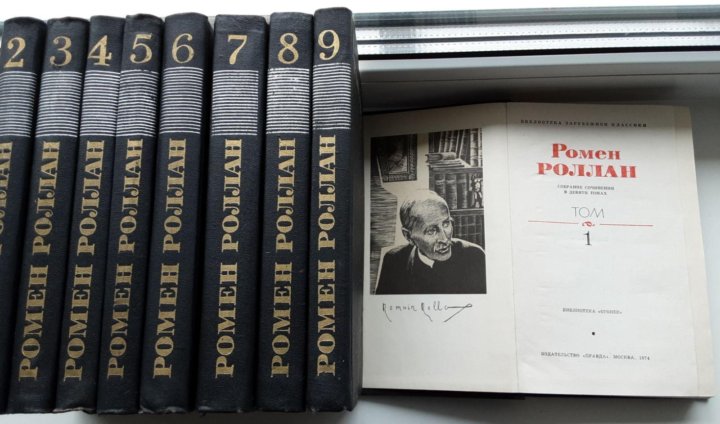 2
РОМЕН РОЛЛАН
3
РОМЕН РОЛЛАН
4
РОМЕН РОЛЛАН
5
РОМЕН РОЛЛАН
6
РОМЕН РОЛЛАН
7
РОМЕН РОЛЛАН
8
РОМЕН РОЛЛАН
9
РОМЕН РОЛЛАН
Romain Rolland
БИБЛИОТЕКА ЗАРУБЕЖНОЙ КЛАССИКИ
Ромен
РОЛЛАН
СОБРАНИЕ СОЧИНЕНИЙ
В ДЕВЯТИ ТОМАХ
ТОМ
1
БИБЛИОТЕКА «ОГОНЕК»
ИЗДАТЕЛЬСТВО «ПРАВДА». МОСКВА. 1974